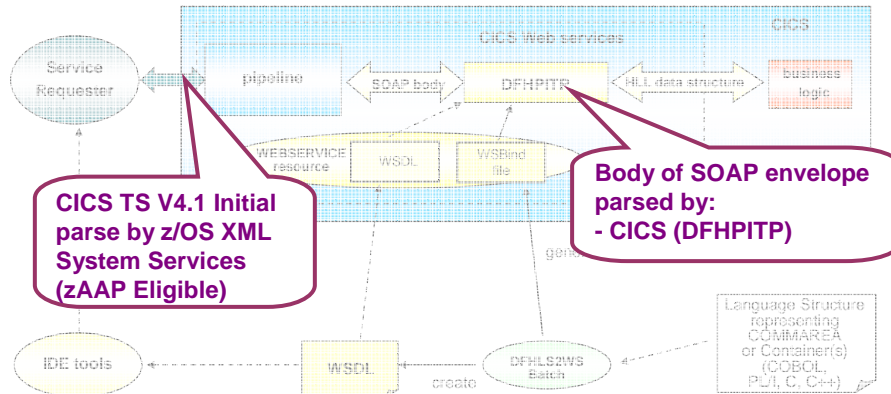 CICS
CICS Web services
Service
Requester
pipeline
SOAP body
DFHPITP
HLL data structure
business
logic
WEBSERVICE
resource
WSDL
WSBind
file
CICS TS V4.1 Initial
parse by z/OS XML
System Services
(zAAP Eligible)
Body of SOAP envelope
parsed by:
- CICS (DFHPITP)
Language Structure
representing
COMMAREA
or Container(s)
(COBOL,
PL/I, C, C++)
IDE tools
WSDL
create
DFHLS2WS
Batch